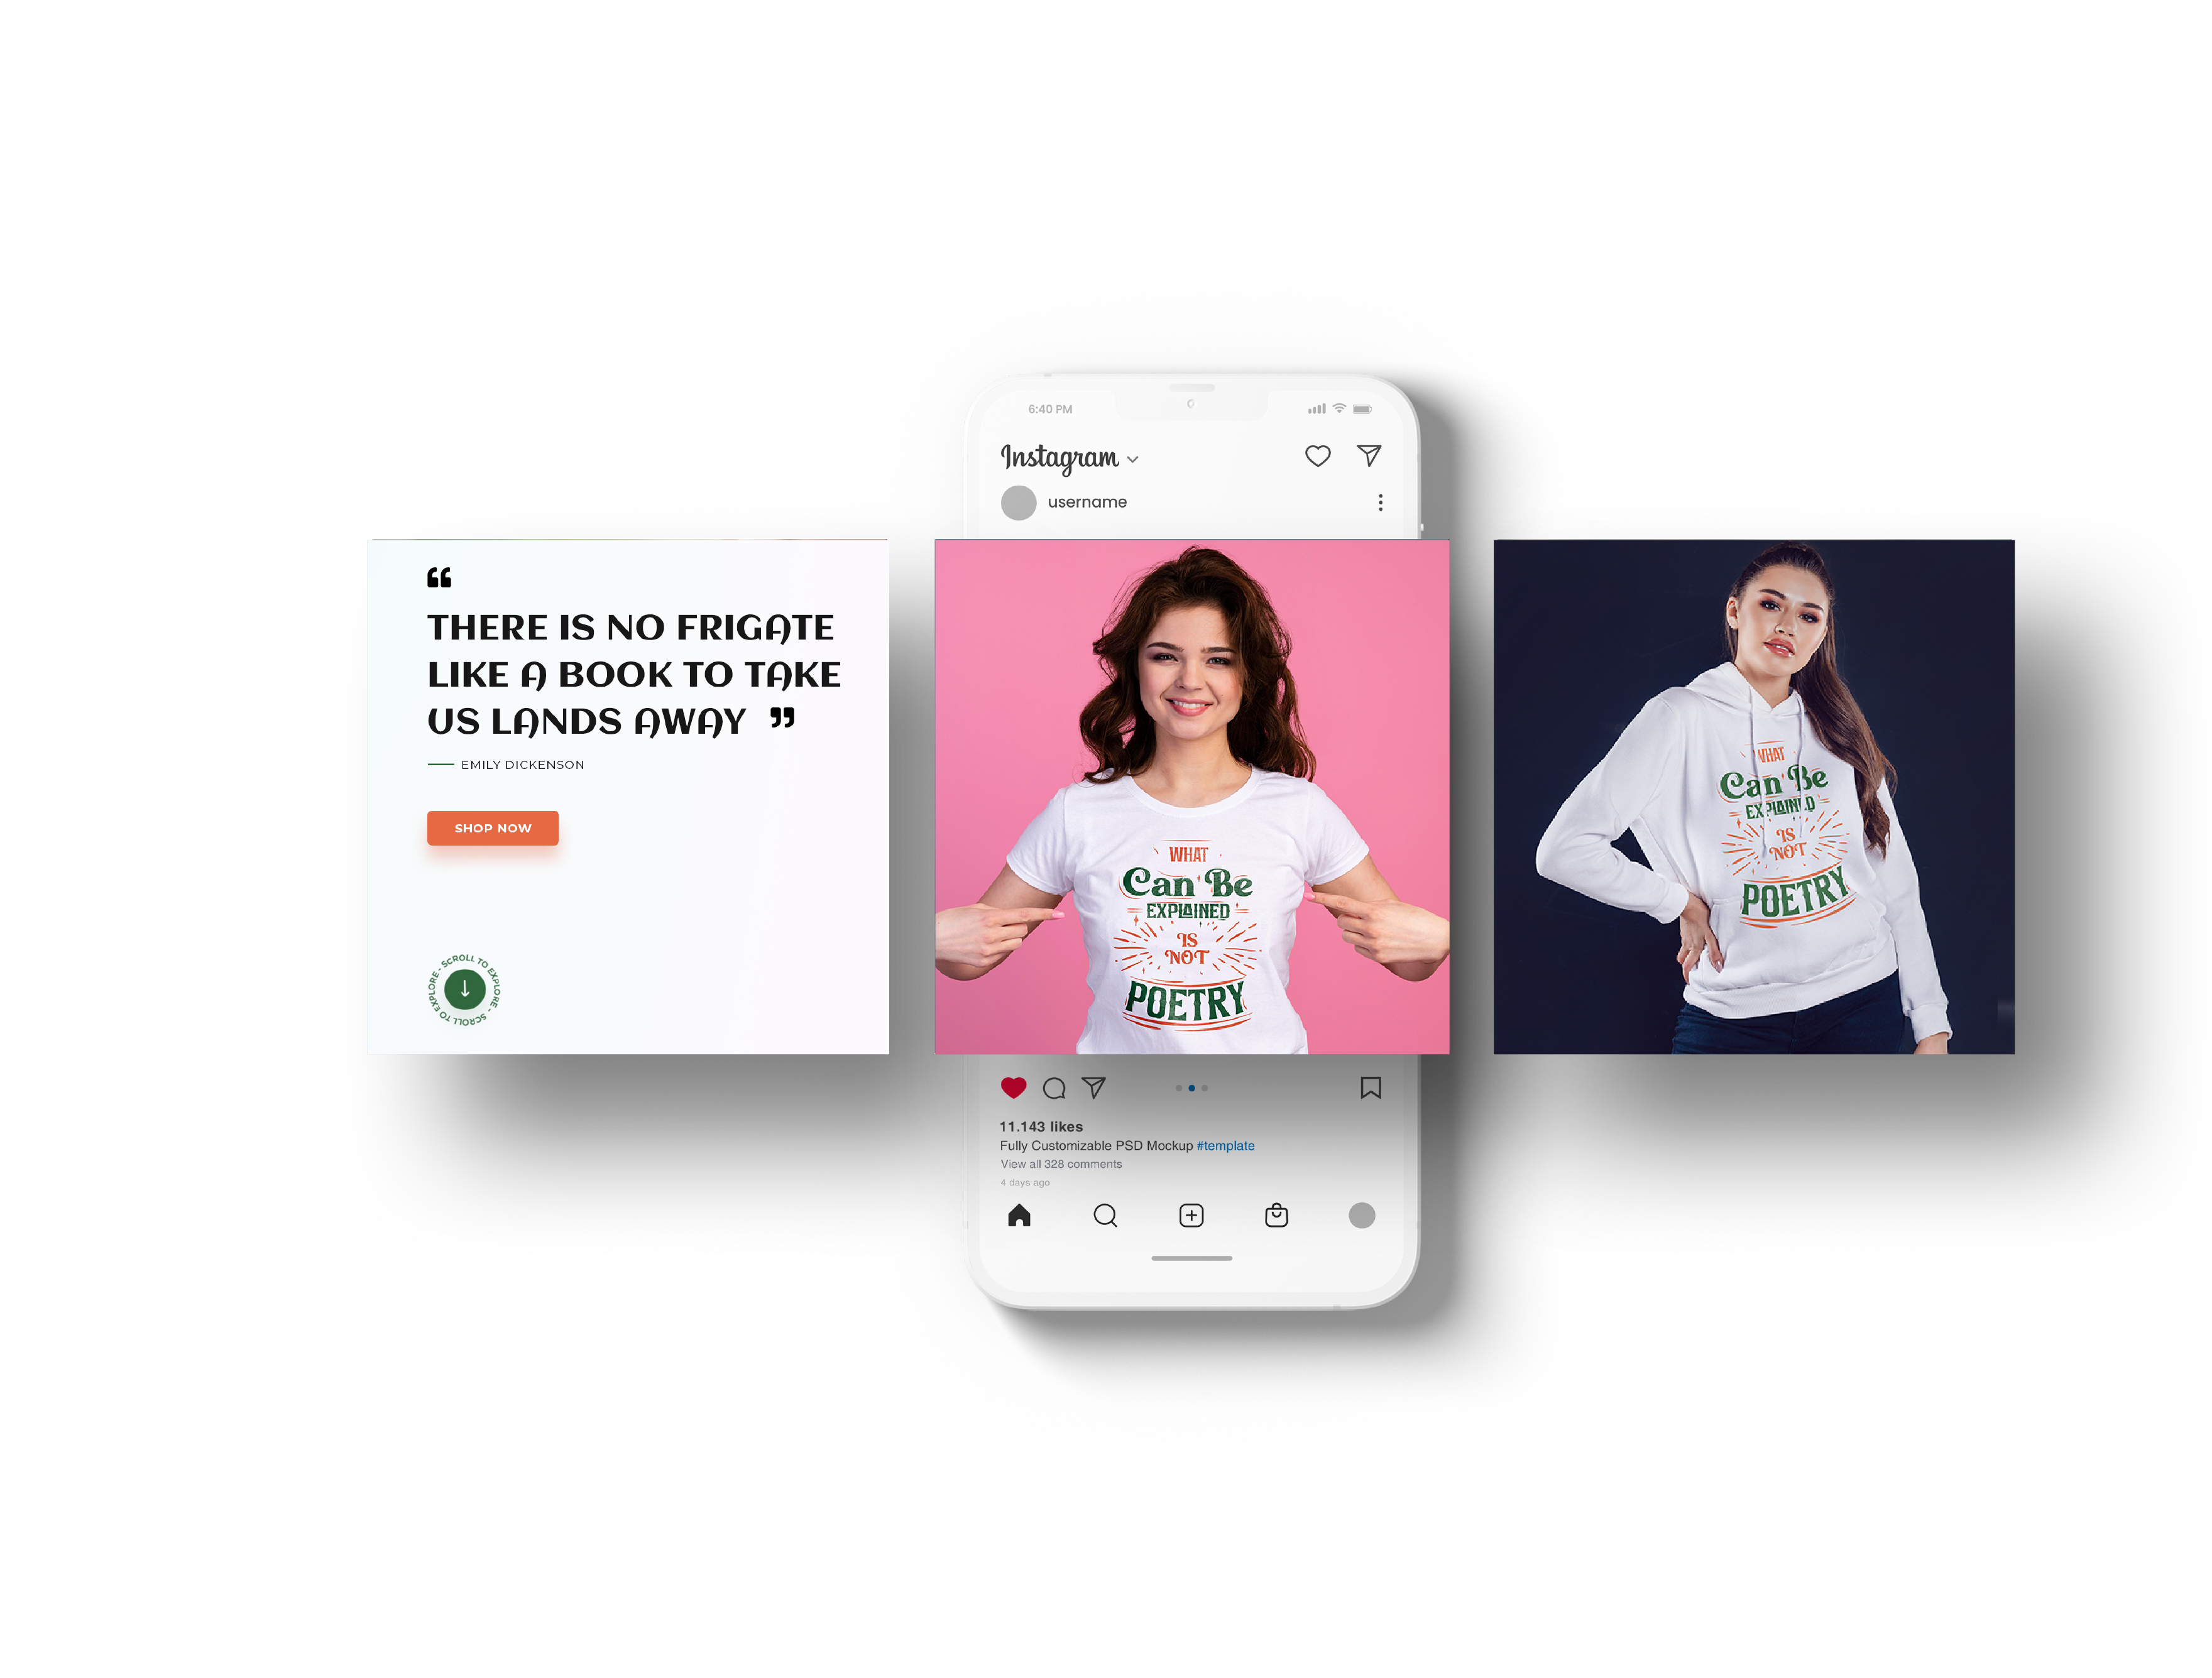 6:40 PM
Instagram
username
“
THERE IS NO FRIGATE
LIKE A BOOK TO TAKE
US LANDS AWAY ”
EMILY DICKENSON
SHOP NOW
SCROLL TO EXPLORE - SCROLL TO EXPLORE -
WHAT
Can Be
EXPLAINED
IS
NOT
POETRY
WHAT
Can Be
EXPLAINED
IS
NOT
POETRY
11.143 likes
Fully Customizable PSD Mockup #template
View all 328 comments
4 days ago